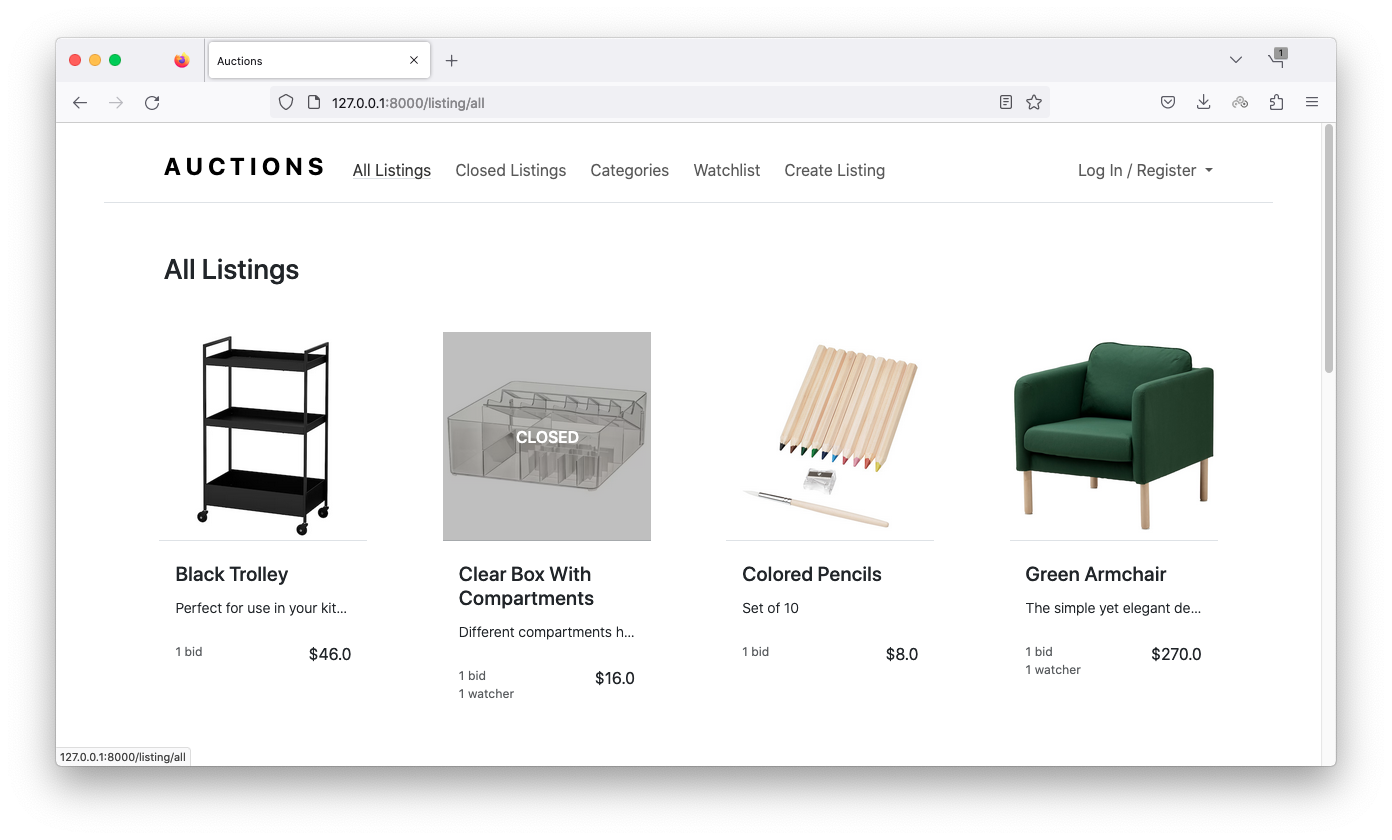 Auctions
1
127.0.0.1:8000/listing/all
AUCTIONS
All Listings
Closed Listings
Categories
Watchlist
Create Listing
Log In / Register
All Listings
CLOSED
Black Trolley
Perfect for use in your kit...
1 bid
$46.0
Clear Box With
Compartments
Different compartments h...
1 bid
$16.0
1 watcher
Colored Pencils
Set of 10
1 bid
$8.0
Green Armchair
The simple yet elegant de...
1 bid
$270.0
1 watcher
127.0.0.1:8000/listing/all